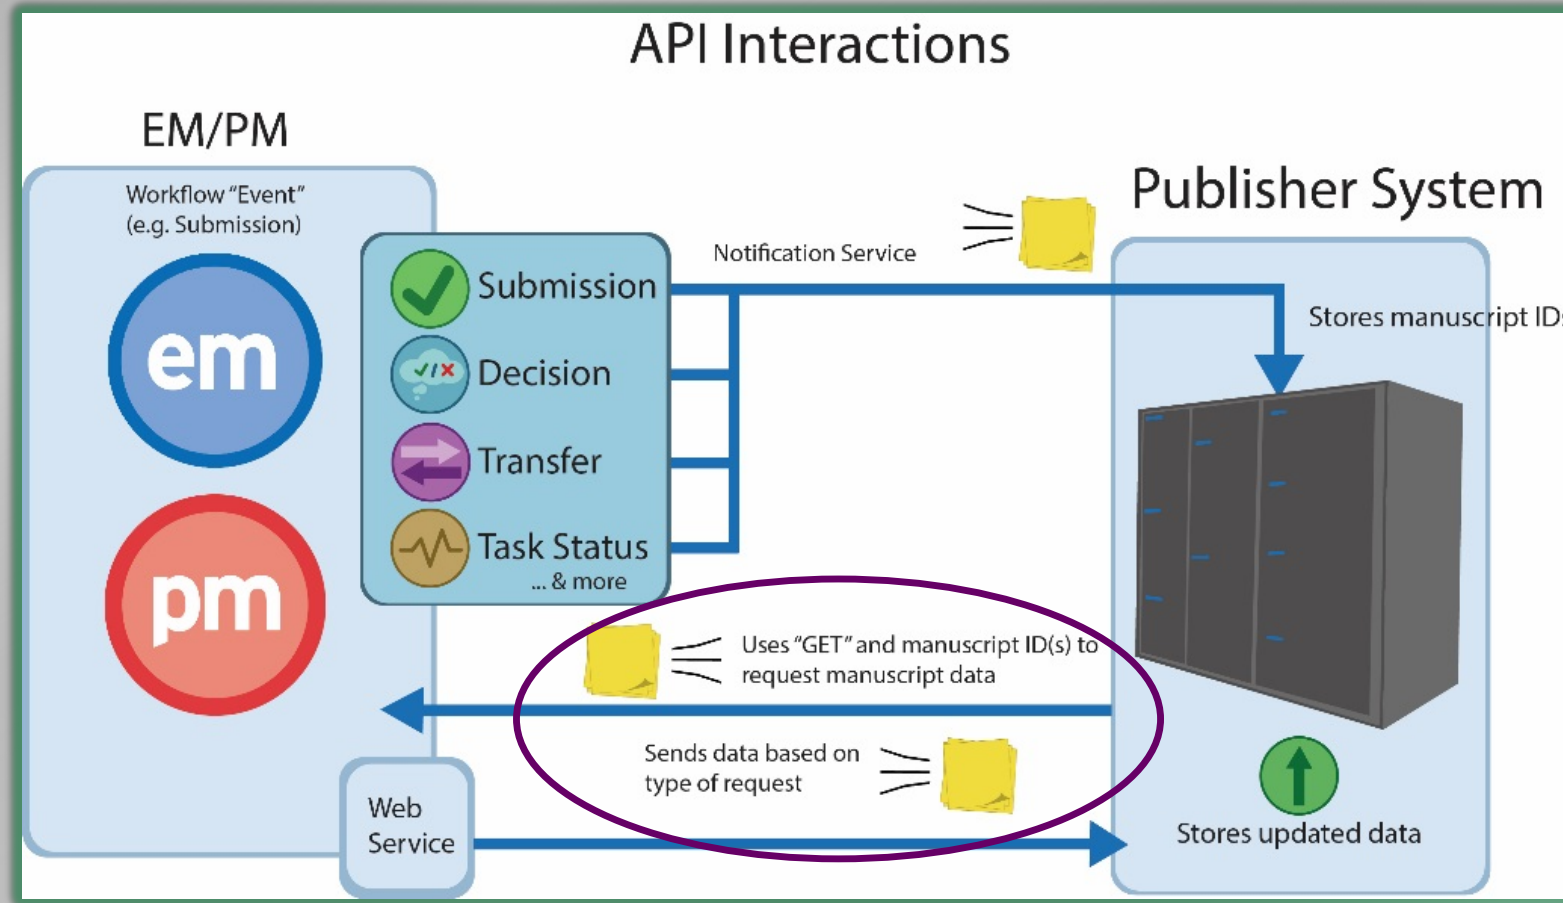 API Interactions
EM/PM
Workflow “Event”
(e.g. Submission)
em
pm
Submission
Decision
Transfer
Task Status
... & more
Notification Service
Publisher System
Stores manuscript IDs
Uses “GET” and manuscript ID(s) to
request manuscript data
Sends data based on
type of request
Web
Service
Stores updated data